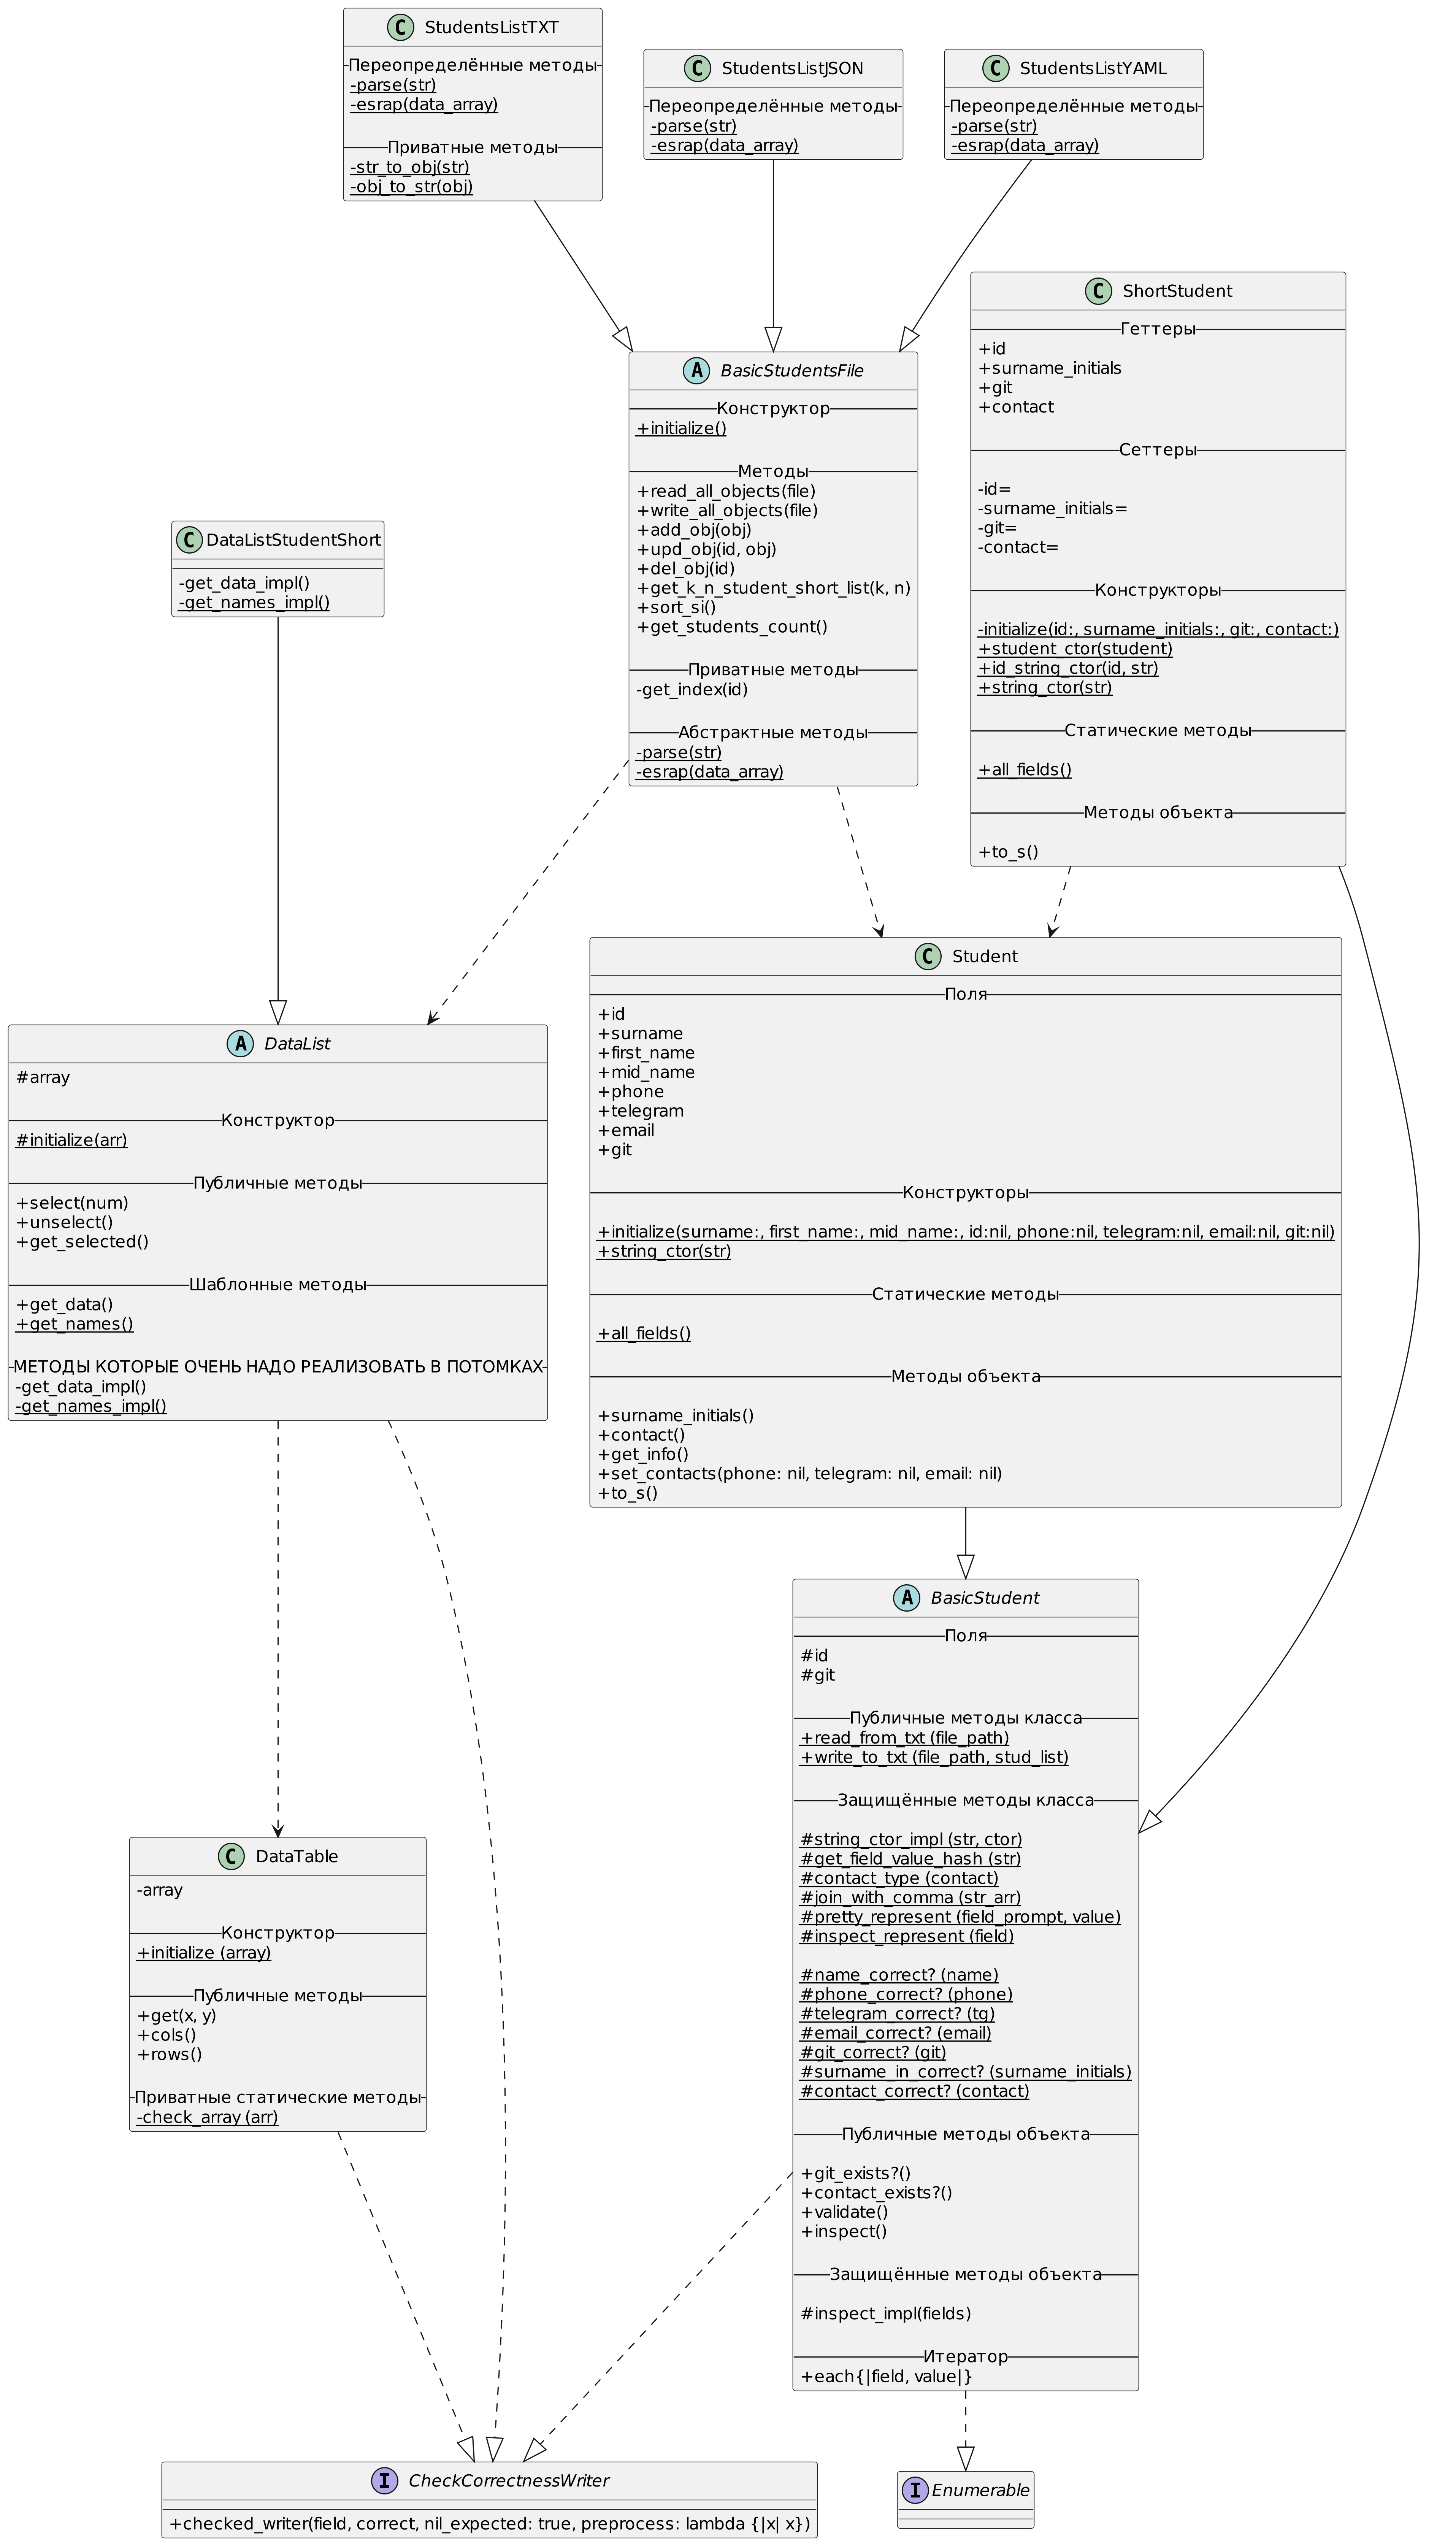 C StudentsListTXT
Переопределённые методы
-parse(str)
-esrap(data_array)
Приватные методы
-str_to_obj(str)
-obj_to_str(obj)
C StudentsListJSON
Переопределённые методы
-parse(str)
-esrap(data_array)
C StudentsListYAML
Переопределённые методы
-parse(str)
-esrap(data_array)
C ShortStudent
Геттеры
+id
+surname_initials
+git
+contact
Сеттеры
-id=
-surname_initials=
-git=
-contact=
Конструкторы
-initialize(id:, surname_initials:, git:, contact:)
+student_ctor(student)
+id_string_ctor(id, str)
+string_ctor(str)
Статические методы
+all_fields()
Методы объекта
+to_s()
A BasicStudentsFile
Конструктор
+initialize()
Методы
+read_all_objects(file)
+write_all_objects(file)
+add_obj(obj)
+upd_obj(id, obj)
+del_obj(id)
+get_k_n_student_short_list(k, n)
+sort_si()
+get_students_count()
Приватные методы
-get_index(id)
Абстрактные методы
-parse(str)
-esrap(data_array)
C DataListStudentShort
-get_data_impl()
-get_names_impl()
C Student
Поля
+id
+surname
+first_name
+mid_name
+phone
+telegram
+email
+git
Конструкторы
+initialize(surname:, first_name:, mid_name:, id:nil, phone:nil, telegram:nil, email:nil, git:nil)
+string_ctor(str)
Статические методы
+all_fields()
Методы объекта
+surname_initials()
+contact()
+get_info()
+set_contacts(phone: nil, telegram: nil, email: nil)
+to_s()
A DataList
#array
Конструктор
#initialize(arr)
Публичные методы
+select(num)
+unselect()
+get_selected()
Шаблонные методы
+get_data()
+get_names()
МЕТОДЫ КОТОРЫЕ ОЧЕНЬ НАДО РЕАЛИЗОВАТЬ В ПОТОМКАХ
-get_data_impl()
-get_names_impl()
A BasicStudent
Поля
#id
#git
Публичные методы класса
+read_from_txt (file_path)
+write_to_txt (file_path, stud_list)
Защищённые методы класса
#string_ctor_impl (str, ctor)
#get_field_value_hash (str)
#contact_type (contact)
#join_with_comma (str_arr)
#pretty_represent (field_prompt, value)
#inspect_represent (field)
#name_correct? (name)
#phone_correct? (phone)
#telegram_correct? (tg)
#email_correct? (email)
#git_correct? (git)
#surname_in_correct? (surname_initials)
#contact_correct? (contact)
Публичные методы объекта
+git_exists?()
+contact_exists?()
+validate()
+inspect()
Защищённые методы объекта
#inspect_impl(fields)
Итератор
+each{|field, value|}
C DataTable
-array
Конструктор
+initialize (array)
Публичные методы
+get(x, y)
+cols()
+rows()
Приватные статические методы
-check_array (arr)
I CheckCorrectnessWriter
+checked_writer(field, correct, nil_expected: true, preprocess: lambda {|x| x})
I Enumerable